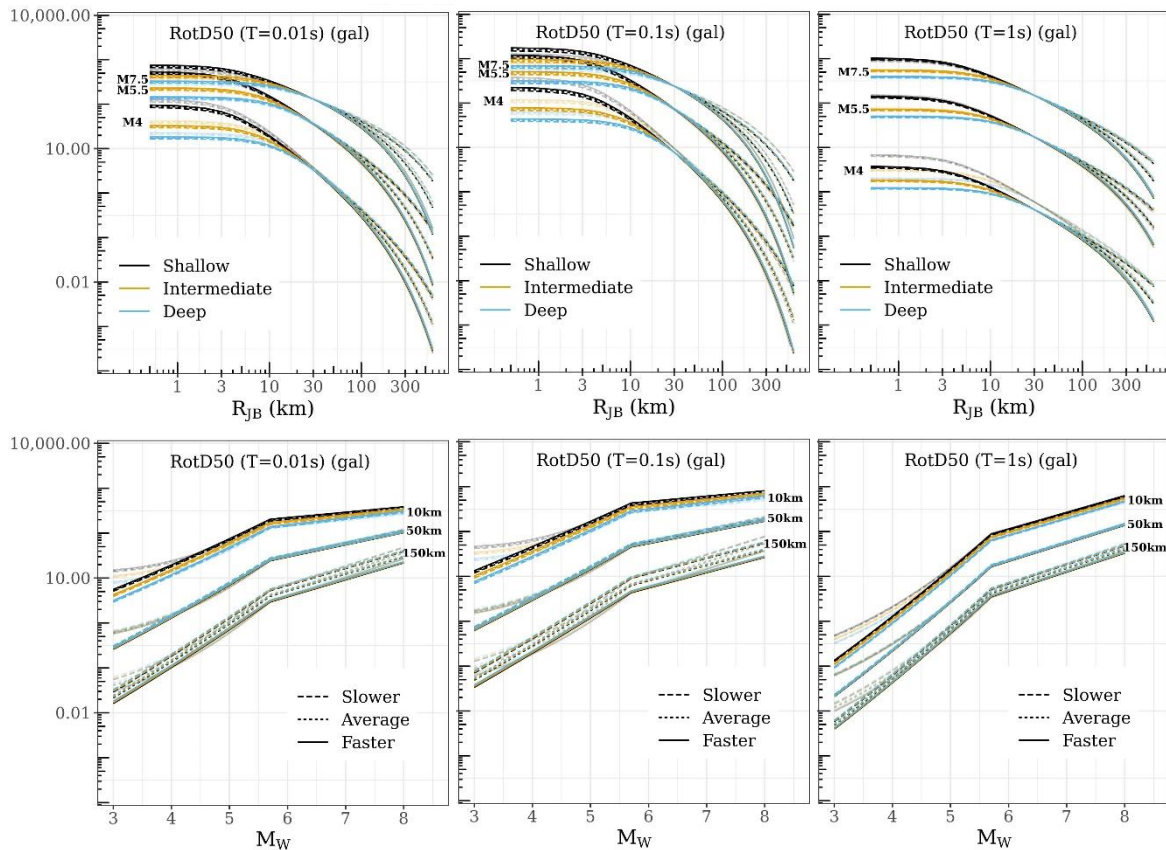 10,000.00
10.00
0.01
RotD50 (T=0.01s) (gal)
M7.5
M5.5
M4
Shallow
Intermediate
Deep
1 3 10 30 100 300
R_JB (km)
RotD50 (T=0.1s) (gal)
M7.5
M5.5
M4
Shallow
Intermediate
Deep
1 3 10 30 100 300
R_JB (km)
RotD50 (T=1s) (gal)
M7.5
M5.5
M4
Shallow
Intermediate
Deep
1 3 10 30 100 300
R_JB (km)
10,000.00
10.00
0.01
RotD50 (T=0.01s) (gal)
10km
50km
150km
Slower
Average
Faster
3 4 5 6 7 8
M_W
RotD50 (T=0.1s) (gal)
10km
50km
150km
Slower
Average
Faster
3 4 5 6 7 8
M_W
RotD50 (T=1s) (gal)
10km
50km
150km
Slower
Average
Faster
3 4 5 6 7 8
M_W